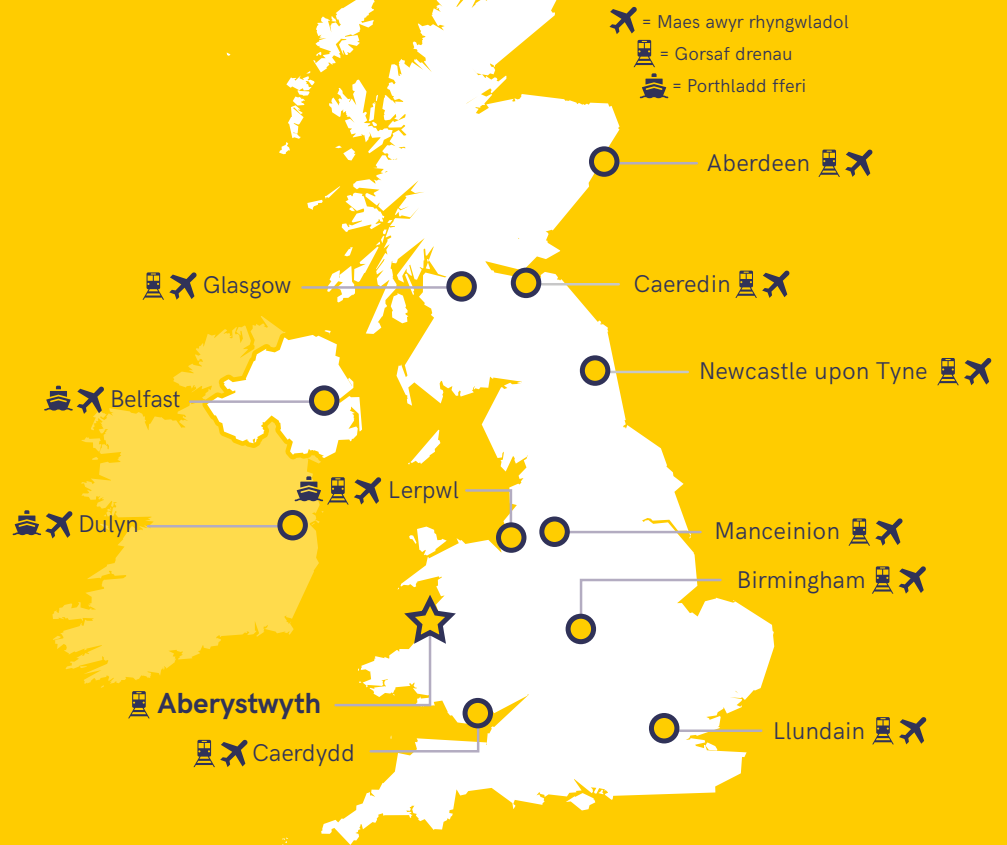 = Maes awyr rhyngwladol
= Gorsaf drenau
= Porthladd fferi
Aberdeen
Glasgow
Caeredin
Newcastle upon Tyne
Belfast
Lerpwl
Dulyn
Manceinion
Birmingham
Aberystwyth
Llundain
Caerdydd